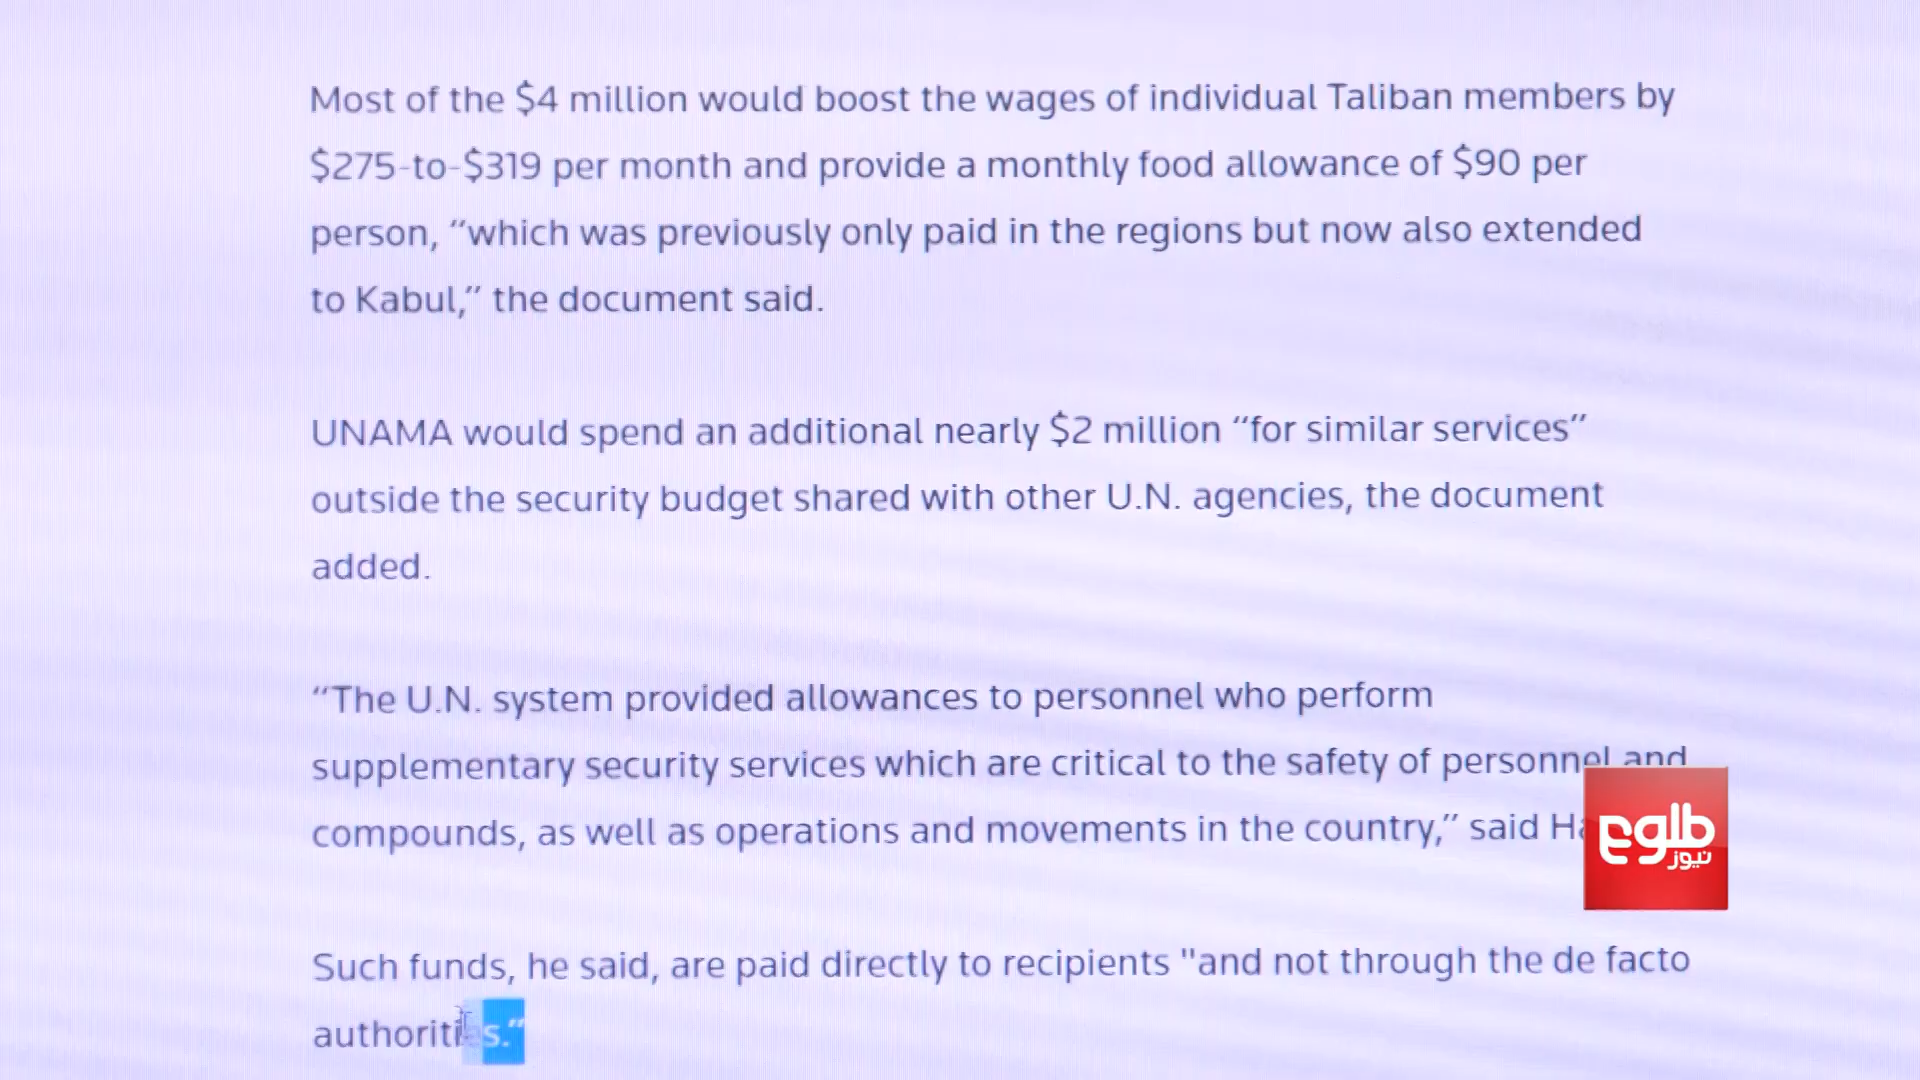 Most of the $4 million would boost the wages of individual Taliban members by
$275-to-$319 per month and provide a monthly food allowance of $90 per
person, “which was previously only paid in the regions but now also extended
to Kabul,” the document said.
UNAMA would spend an additional nearly $2 million “for similar services”
outside the security budget shared with other U.N. agencies, the document
added.
“The U.N. system provided allowances to personnel who perform
supplementary security services which are critical to the safety of personnel and
compounds, as well as operations and movements in the country,” said
طلوع
نیوز
Such funds, he said, are paid directly to recipients "and not through the de facto
authorities.”